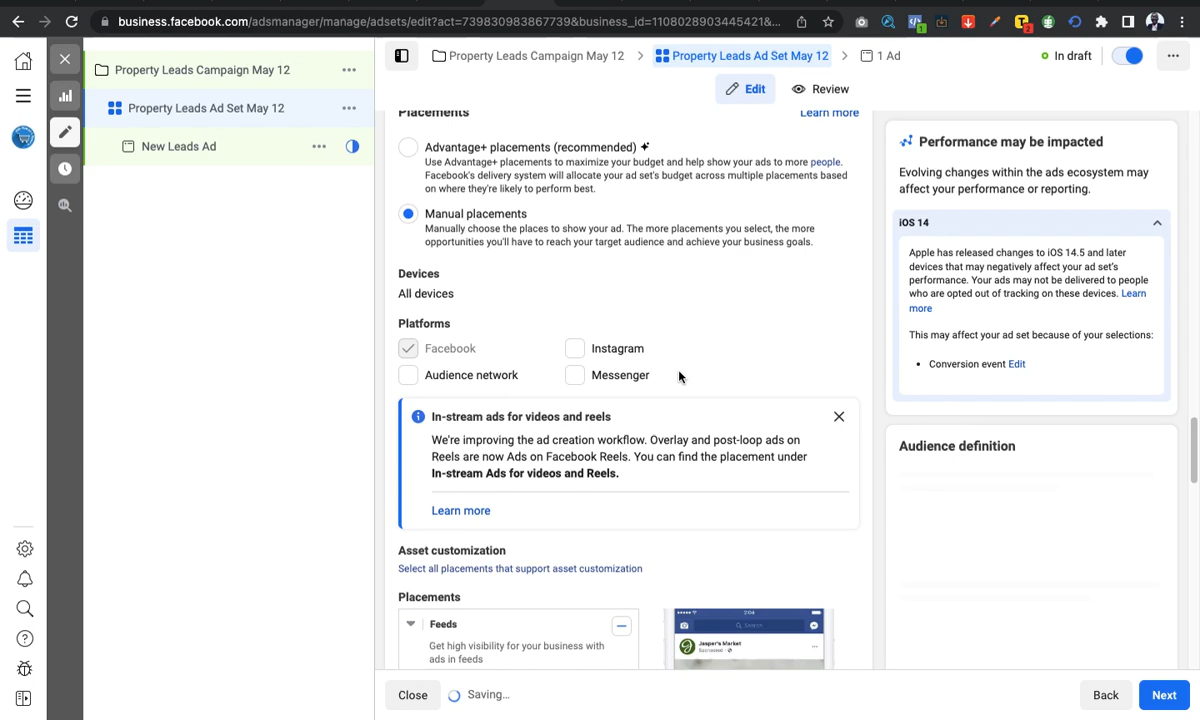 business.facebook.com/adsmanager/manage/adsets/edit?act=739830983867739&business_id=1108028903445421&...
1
2
Property Leads Campaign May 12
Property Leads Ad Set May 12
New Leads Ad
Property Leads Campaign May 12 > Property Leads Ad Set May 12 > 1 Ad
In draft
Edit
Review
Placements
Learn more
Advantage+ placements (recommended)
Use Advantage+ placements to maximize your budget and help show your ads to more people.
Facebook's delivery system will allocate your ad set's budget across multiple placements based
on where they're likely to perform best.
Manual placements
Manually choose the places to show your ad. The more placements you select, the more
opportunities you'll have to reach your target audience and achieve your business goals.
Devices
All devices
Platforms
Facebook
Instagram
Audience network
Messenger
In-stream ads for videos and reels
We're improving the ad creation workflow. Overlay and post-loop ads on
Reels are now Ads on Facebook Reels. You can find the placement under
In-stream Ads for videos and Reels.
Learn more
Asset customization
Select all placements that support asset customization
Placements
Feeds
Get high visibility for your business with
ads in feeds
2:04
Search
Jasper's Market
Sponsored
Performance may be impacted
Evolving changes within the ads ecosystem may
affect your performance or reporting.
iOS 14
Apple has released changes to iOS 14.5 and later
devices that may negatively affect your ad set's
performance. Your ads may not be delivered to people
who are opted out of tracking on these devices. Learn
more
This may affect your ad set because of your selections:
• Conversion event Edit
Audience definition
Close
Saving...
Back
Next